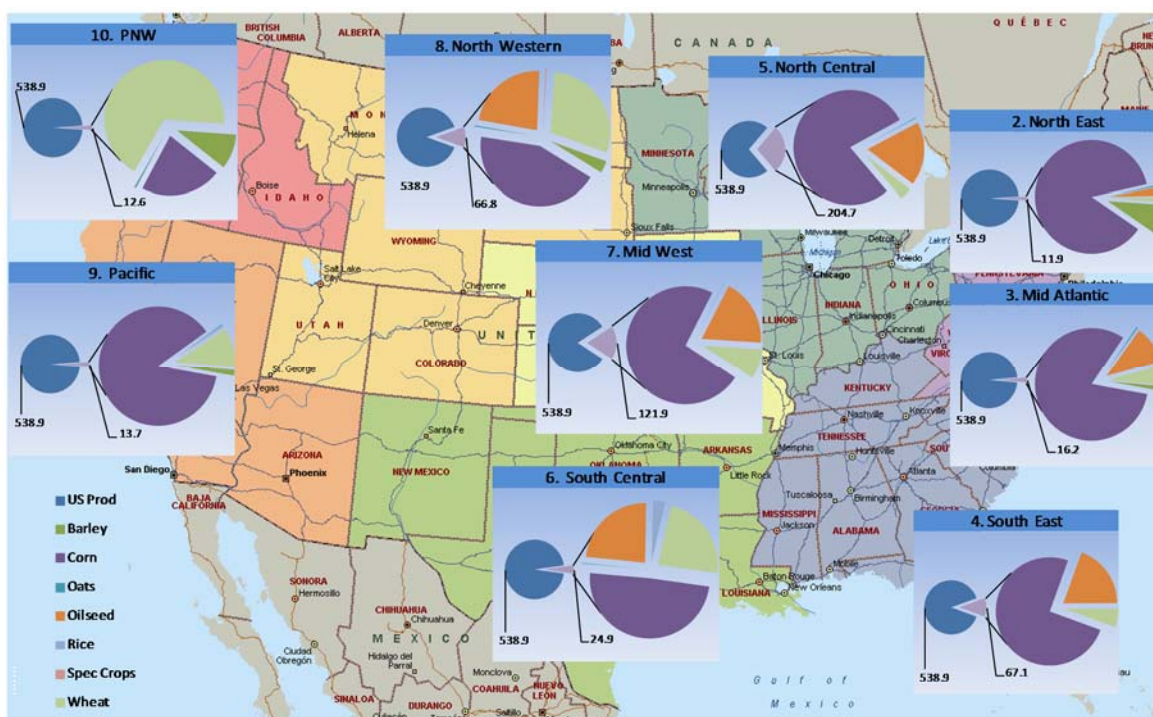 BRITISH
COLUMBIA
ALBERTA
CANADA
QUÉBEC
NEW
BRUN
10. PNW
538.9
12.6
8. North Western
538.9
66.8
5. North Central
538.9
204.7
2. North East
538.9
11.9
Helena
Boise
IDAHO
MINNESOTA
Minneapolis
Sioux Falls
WYOMING
Milwaukee
Michigan
Chicago
Detroit
Toledo
OHIO
Columbus
9. Pacific
538.9
13.7
7. Mid West
538.9
121.9
3. Mid Atlantic
538.9
16.2
Salt Lake
City
Cheyenne
UTAH
Denver
COLORADO
St. George
Las Vegas
INDIANA
Indianapolis
Cincinnati
Charleston
St. Louis
Louisville
KENTUCKY
Nashville
Knoxville
TENNESSEE
Memphis
Huntsville
Atlanta
Santa Fe
NEW MEXICO
Oklahoma City
OKLAHOMA
ARKANSAS
Little Rock
ARIZONA
Phoenix
San Diego
BAJA
CALIFORNIA
Tuscaloosa
Birmingham
MISSISSIPPI
Jackson
ALABAMA
Mobile
Baton Rouge
New Orleans
LOUISIANA
6. South Central
538.9
24.9
4. South East
538.9
67.1
US Prod
Barley
Corn
Oats
Oilseed
Rice
Spec Crops
Wheat
SONORA
Hermosillo
CHIHUAHUA
Chihuahua
MEXICO
Ciudad
Obregón
Hidalgo del
Parral
Monclova
COAHUILA
NUEVO
LEÓN
SINALOA
DURANGO
Saltillo
Gulf of
Mexico